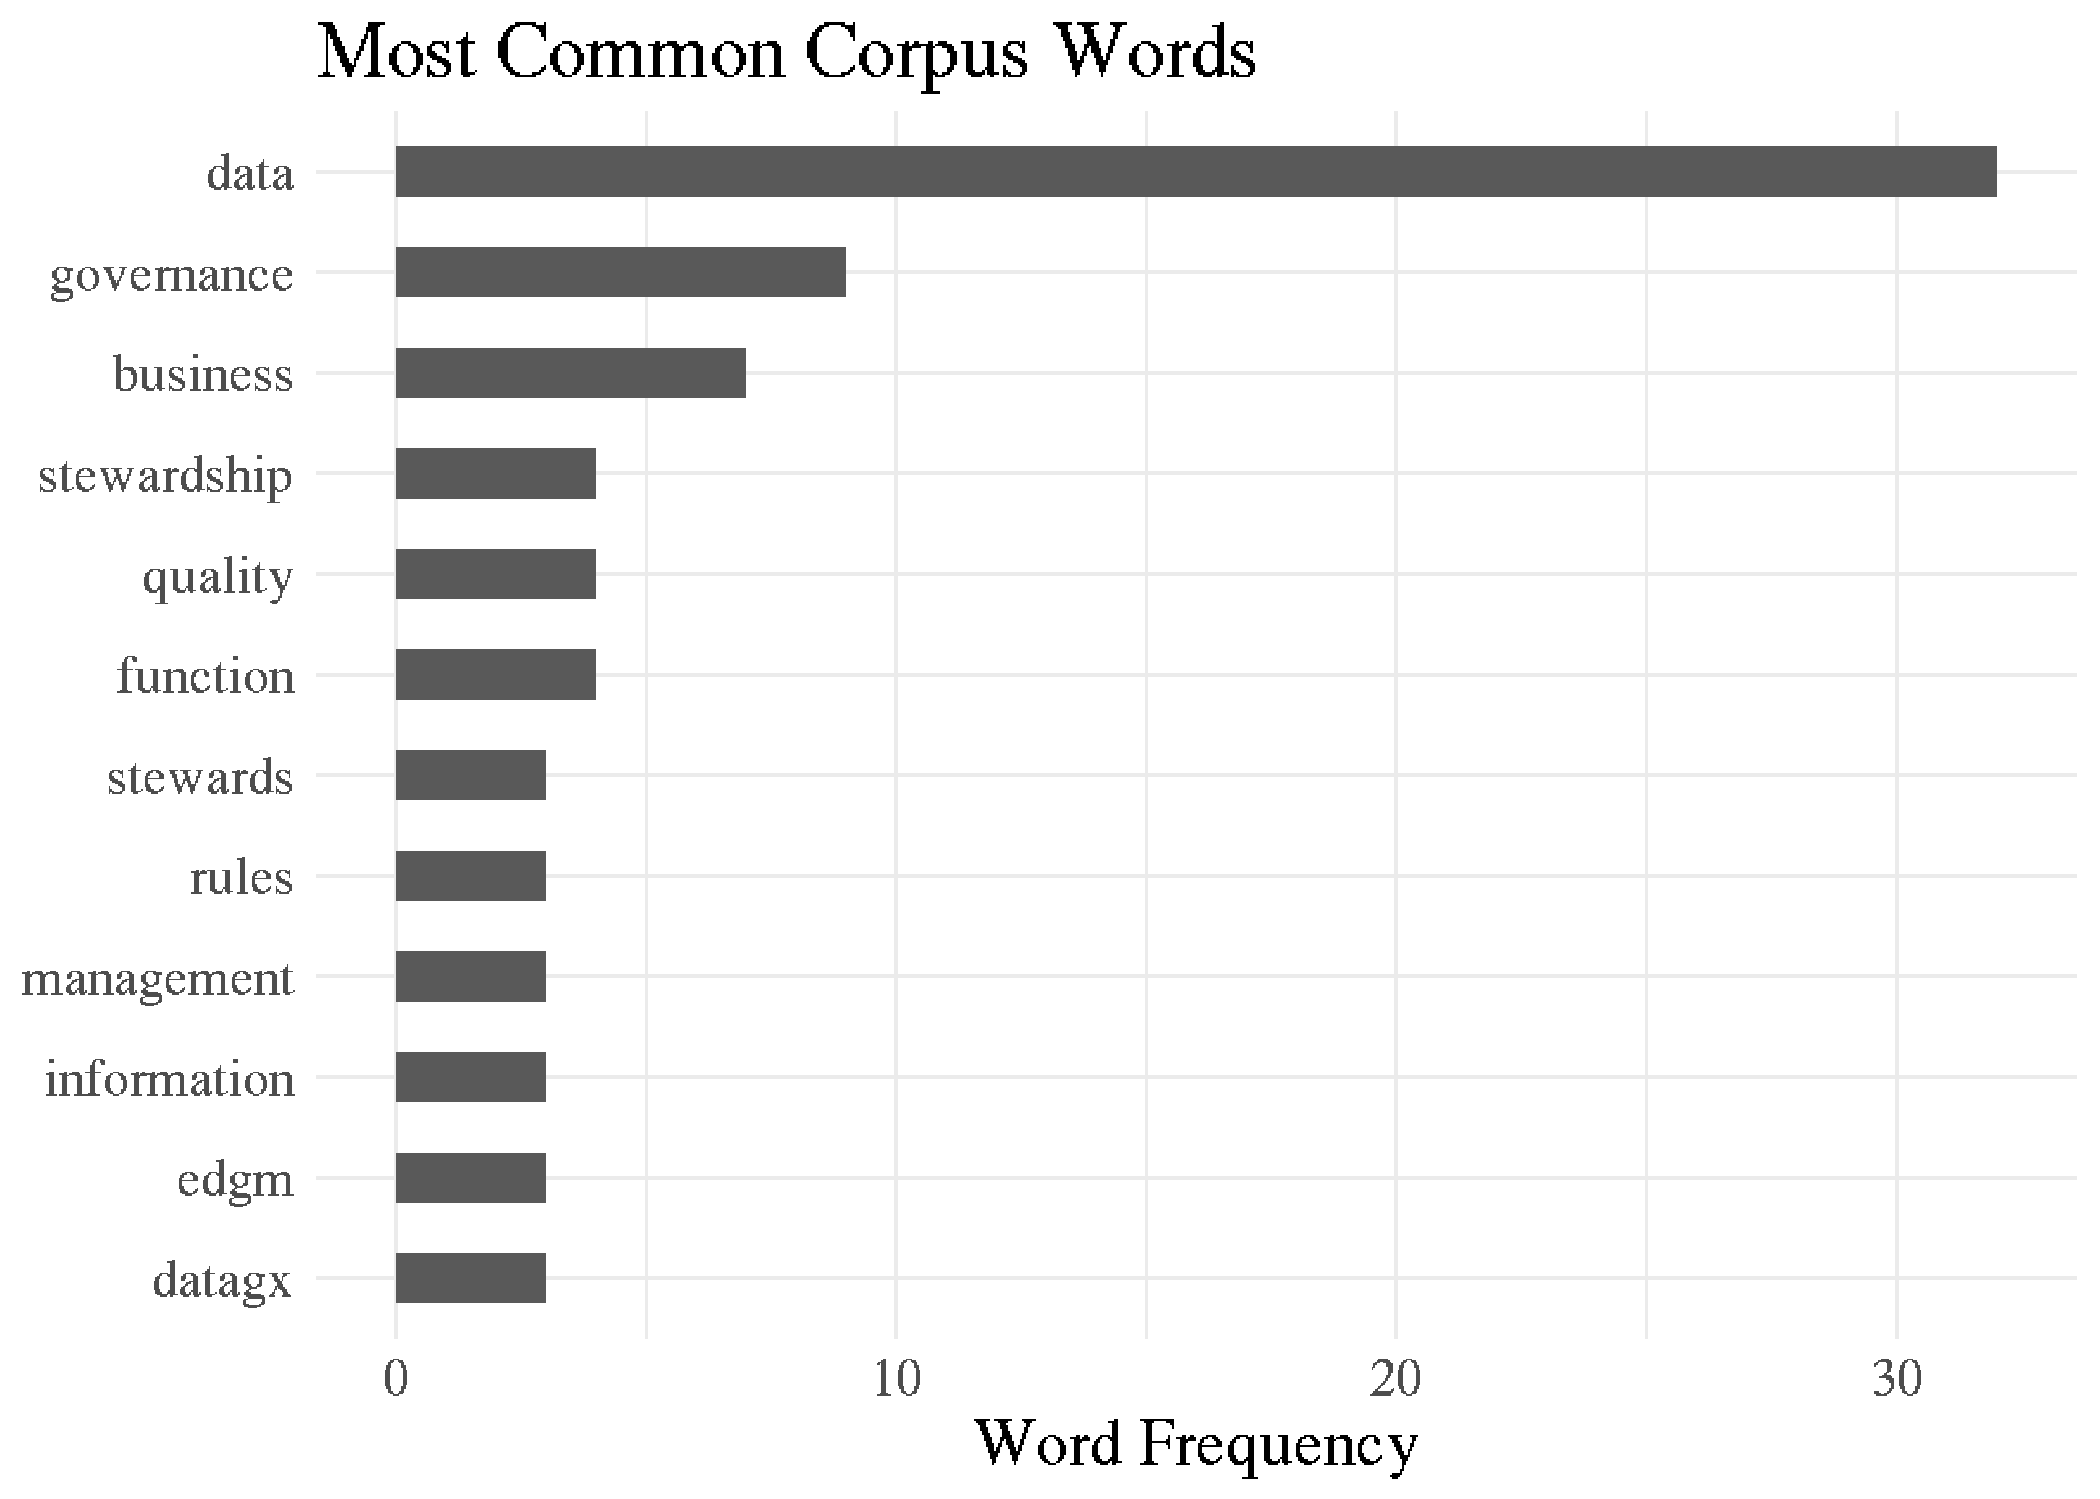 Most Common Corpus Words
data
governance
business
stewardship
quality
function
stewards
rules
management
information
edgm
datagx
0 10 20 30
Word Frequency